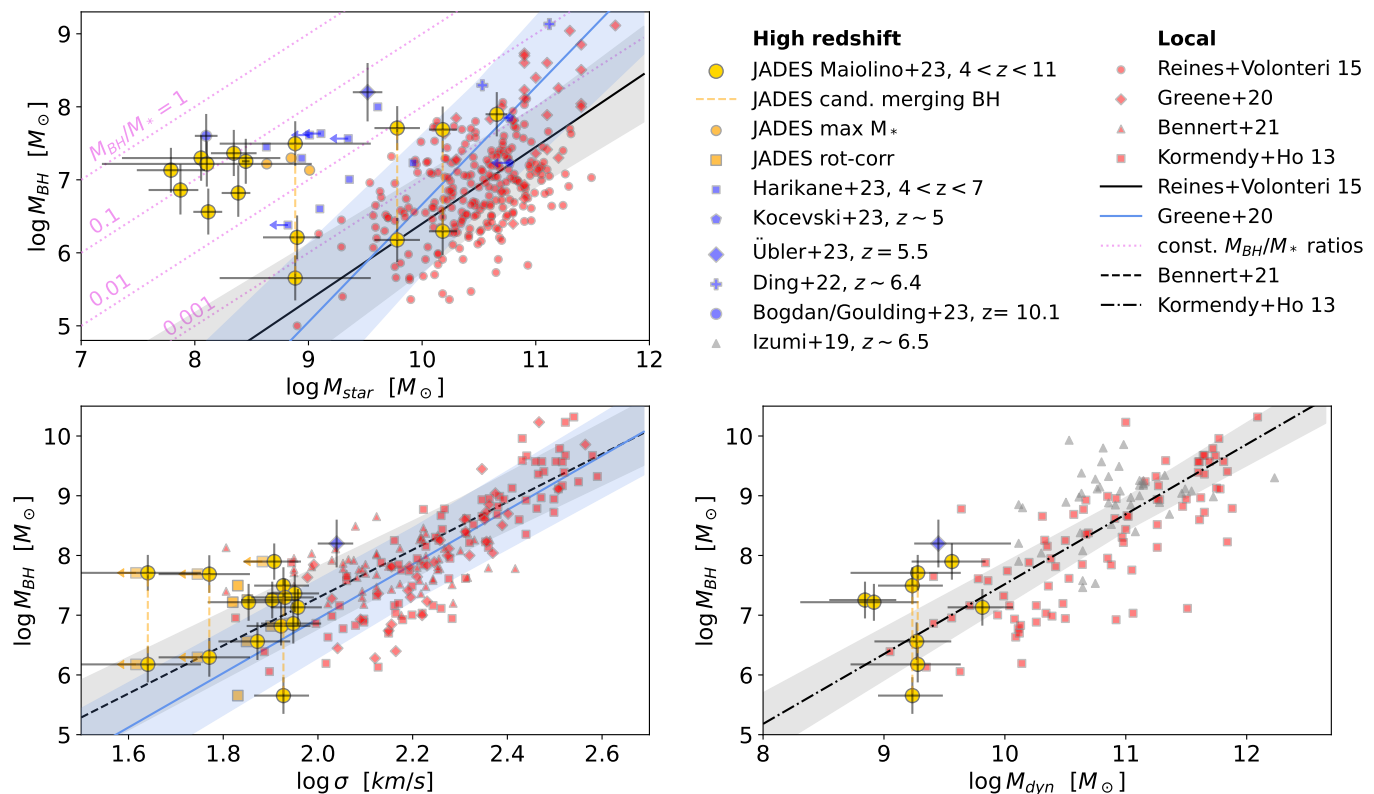 9
8
7
6
5
log M_BH [M_⊙]
M_BH/M_* = 1
0.1
0.01
0.001
7 8 9 10 11 12
log M_star [M_⊙]
High redshift
JADES Maiolino+23, 4 < z < 11
JADES cand. merging BH
JADES max M_*
JADES rot-corr
Harikane+23, 4 < z < 7
Kocevski+23, z ~ 5
Übler+23, z = 5.5
Ding+22, z ~ 6.4
Bogdan/Goulding+23, z= 10.1
Izumi+19, z ~ 6.5
Local
Reines+Volonteri 15
Greene+20
Bennert+21
Kormendy+Ho 13
Reines+Volonteri 15
Greene+20
const. M_BH/M_* ratios
Bennert+21
Kormendy+Ho 13
10
9
8
7
6
5
log M_BH [M_⊙]
1.6 1.8 2.0 2.2 2.4 2.6
log σ [km/s]
10
9
8
7
6
5
log M_BH [M_⊙]
8 9 10 11 12
log M_dyn [M_⊙]